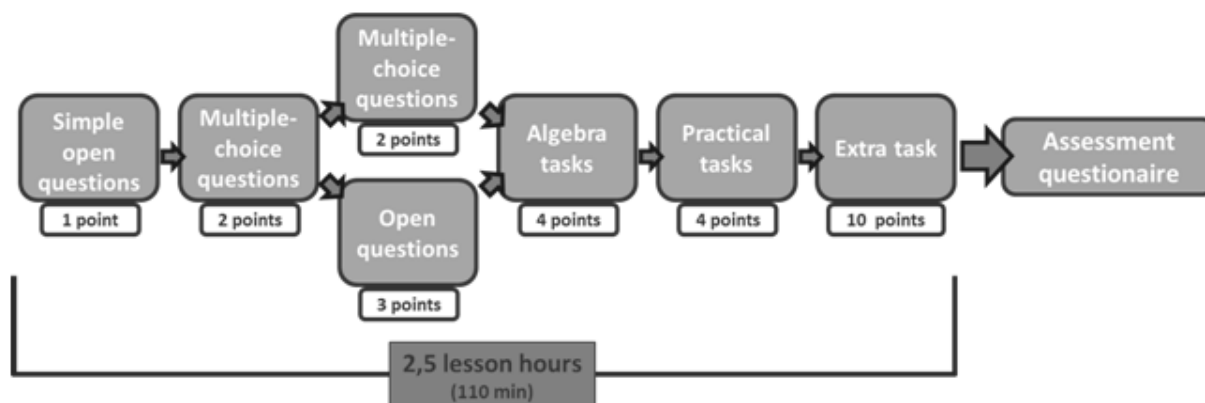 Simple
open
questions
1 point
Multiple-
choice
questions
2 points
Multiple-
choice
questions
2 points
Open
questions
3 points
Algebra
tasks
4 points
Practical
tasks
4 points
Extra task
10 points
Assessment
questionaire
2,5 lesson hours
(110 min)